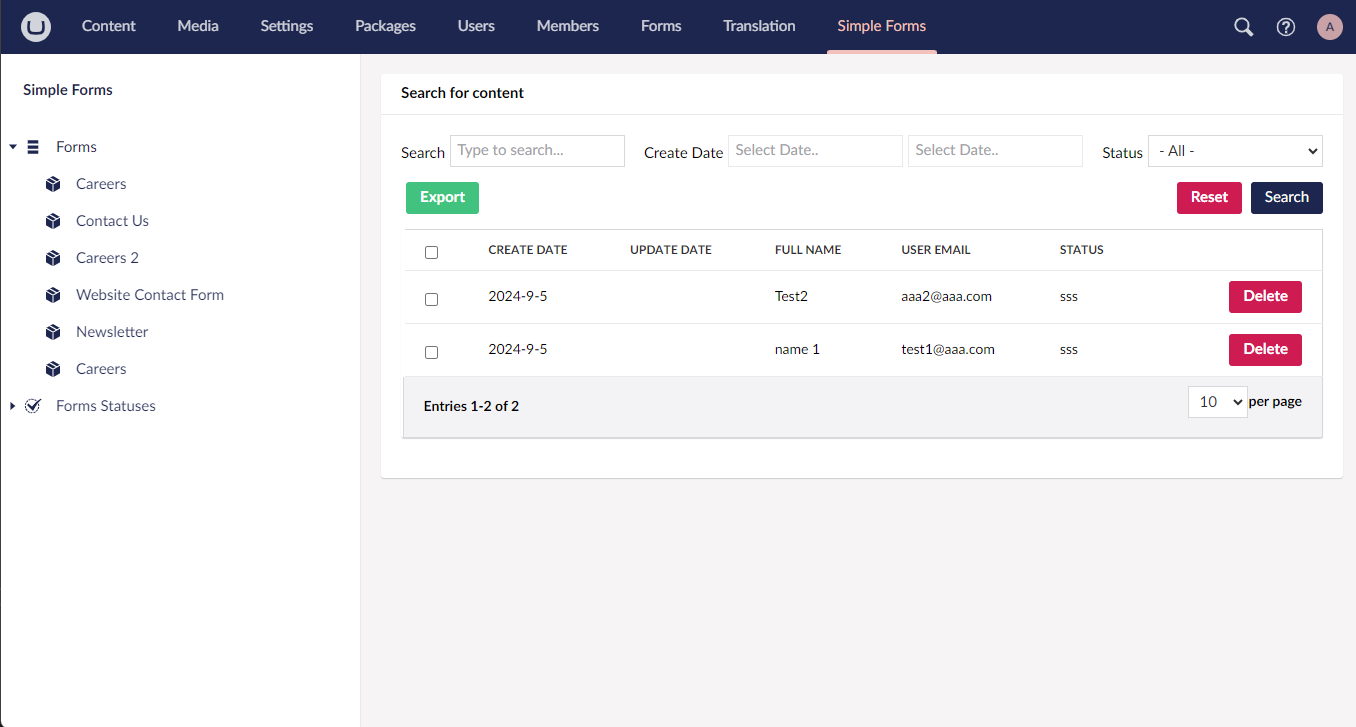 Content Media Settings Packages Users Members Forms Translation Simple Forms A
Simple Forms
Forms
Careers
Contact Us
Careers 2
Website Contact Form
Newsletter
Careers
Forms Statuses
Search for content
Search Type to search... Create Date Select Date.. Select Date.. Status - All -
Export Reset Search
CREATE DATE UPDATE DATE FULL NAME USER EMAIL STATUS
2024-9-5 Test2 aaa2@aaa.com sss Delete
2024-9-5 name 1 test1@aaa.com sss Delete
Entries 1-2 of 2 10 per page